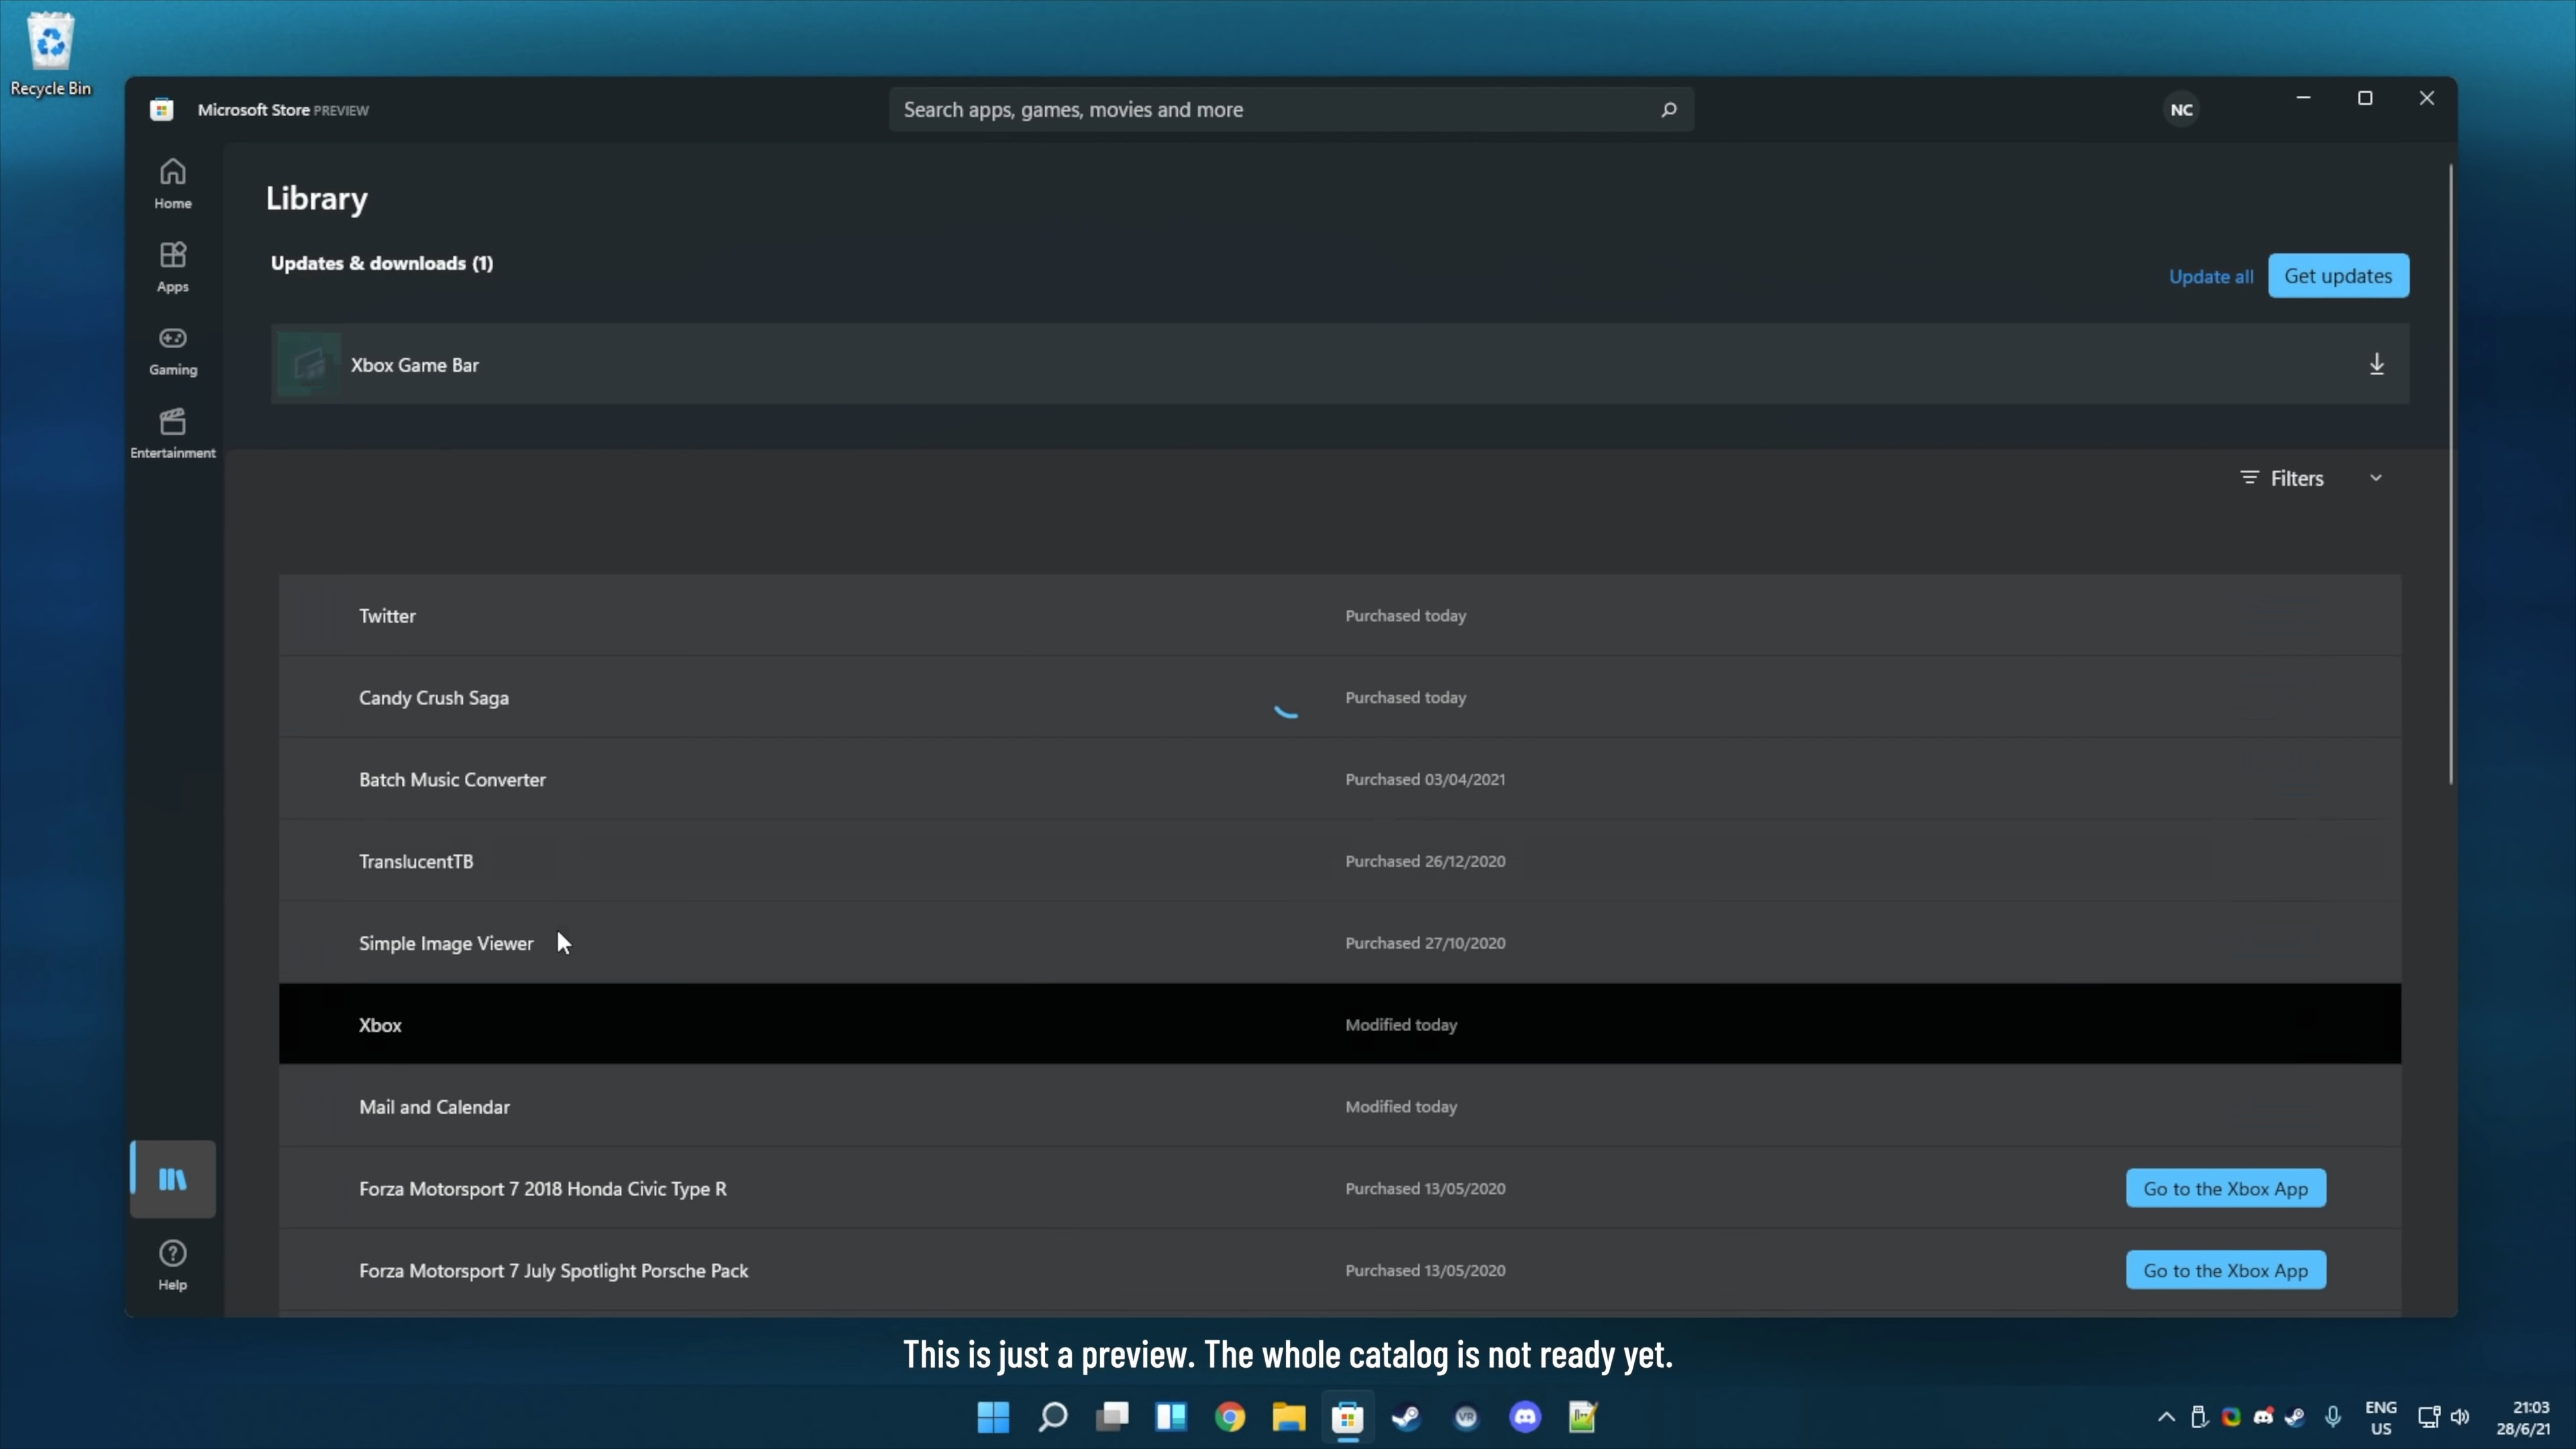 Recycle Bin
Microsoft Store PREVIEW
Search apps, games, movies and more
NC
Home
Apps
Gaming
Entertainment
Help
Library
Updates & downloads (1)
Update all
Get updates
Xbox Game Bar
Filters
Twitter Purchased today
Candy Crush Saga Purchased today
Batch Music Converter Purchased 03/04/2021
TranslucentTB Purchased 26/12/2020
Simple Image Viewer Purchased 27/10/2020
Xbox Modified today
Mail and Calendar Modified today
Forza Motorsport 7 2018 Honda Civic Type R Purchased 13/05/2020 Go to the Xbox App
Forza Motorsport 7 July Spotlight Porsche Pack Purchased 13/05/2020 Go to the Xbox App
This is just a preview. The whole catalog is not ready yet.
VR
ENG
US
21:03
28/6/21